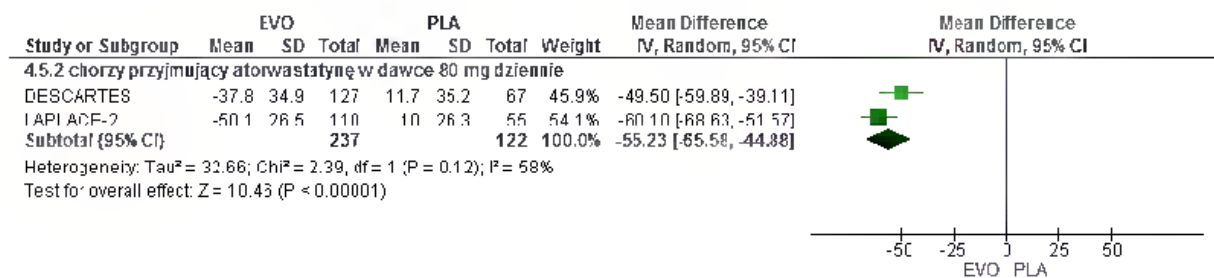 EVO PLA Mean Difference Mean Difference
Study or Subgroup Mean SD Total Mean SD Total Weight IV, Random, 95% CI IV, Random, 95% CI
4.5.2 chorzy przyjmujący atorwastatynę w dawce 80 mg dziennie
DESCARTES -37.8 34.9 127 11.7 35.2 67 45.9% -49.50 [-59.89, -39.11]
LAPLACE-2 -50.1 26.5 110 10 26.3 55 54.1% -60.10 [-68.63, -51.57]
Subtotal (95% CI) 237 122 100.0% -55.23 [-65.58, -44.88]
Heterogeneity: Tau² = 32.66; Chi² = 2.39, df = 1 (P = 0.12); I² = 58%
Test for overall effect: Z = 10.46 (P < 0.00001)
-50 -25 0 25 50
EVO PLA